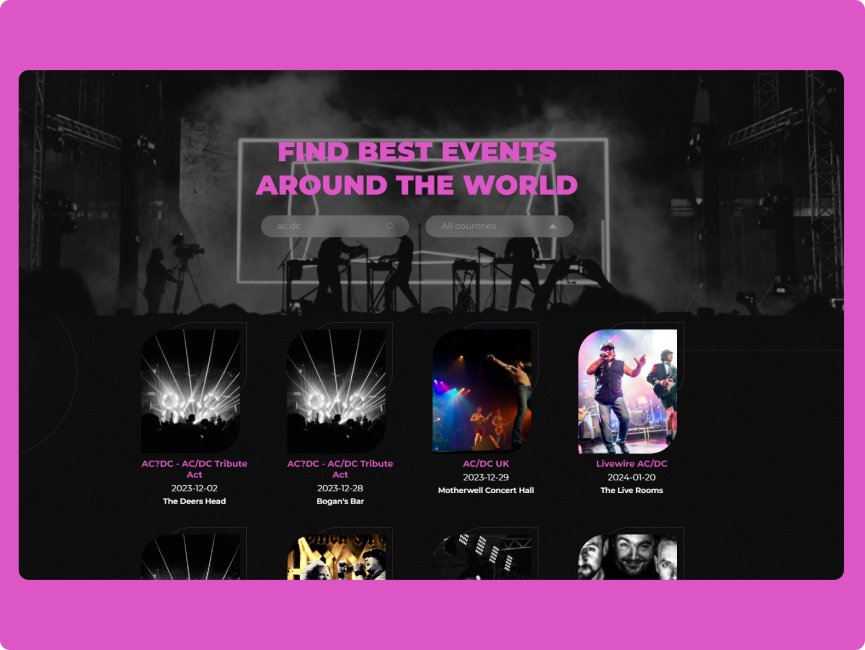 FIND BEST EVENTS
AROUND THE WORLD
ac dc
All countries
AC?DC - AC/DC Tribute
Act
2023-12-02
The Deers Head
AC?DC - AC/DC Tribute
Act
2023-12-28
Bogan's Bar
AC/DC UK
2023-12-29
Motherwell Concert Hall
Livewire AC/DC
2024-01-20
The Live Rooms